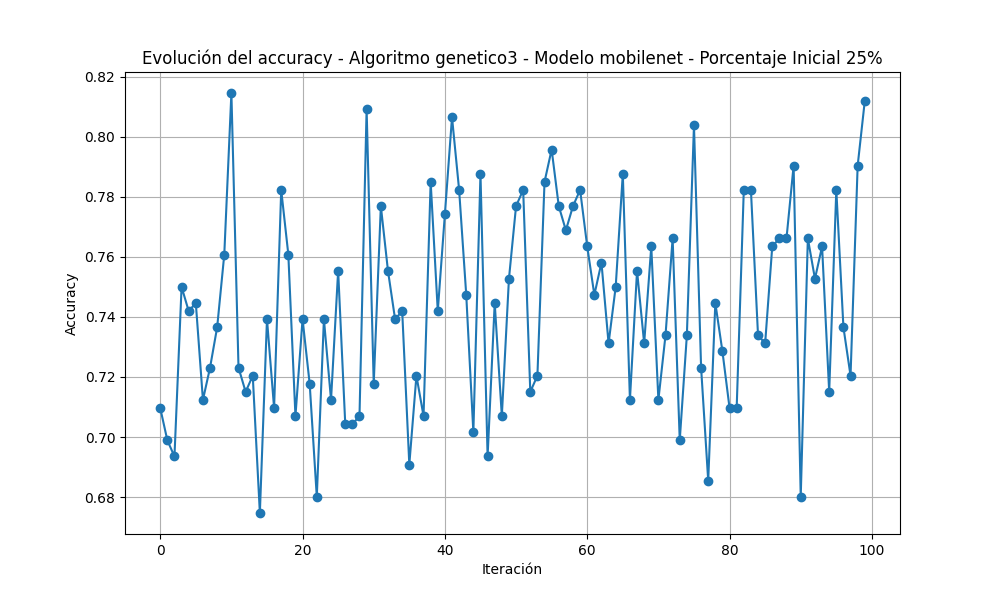 Evolución del accuracy - Algoritmo genetico3 - Modelo mobilenet - Porcentaje Inicial 25%
0.82
0.80
0.78
0.76
0.74
0.72
0.70
0.68
Accuracy
0 20 40 60 80 100
Iteración